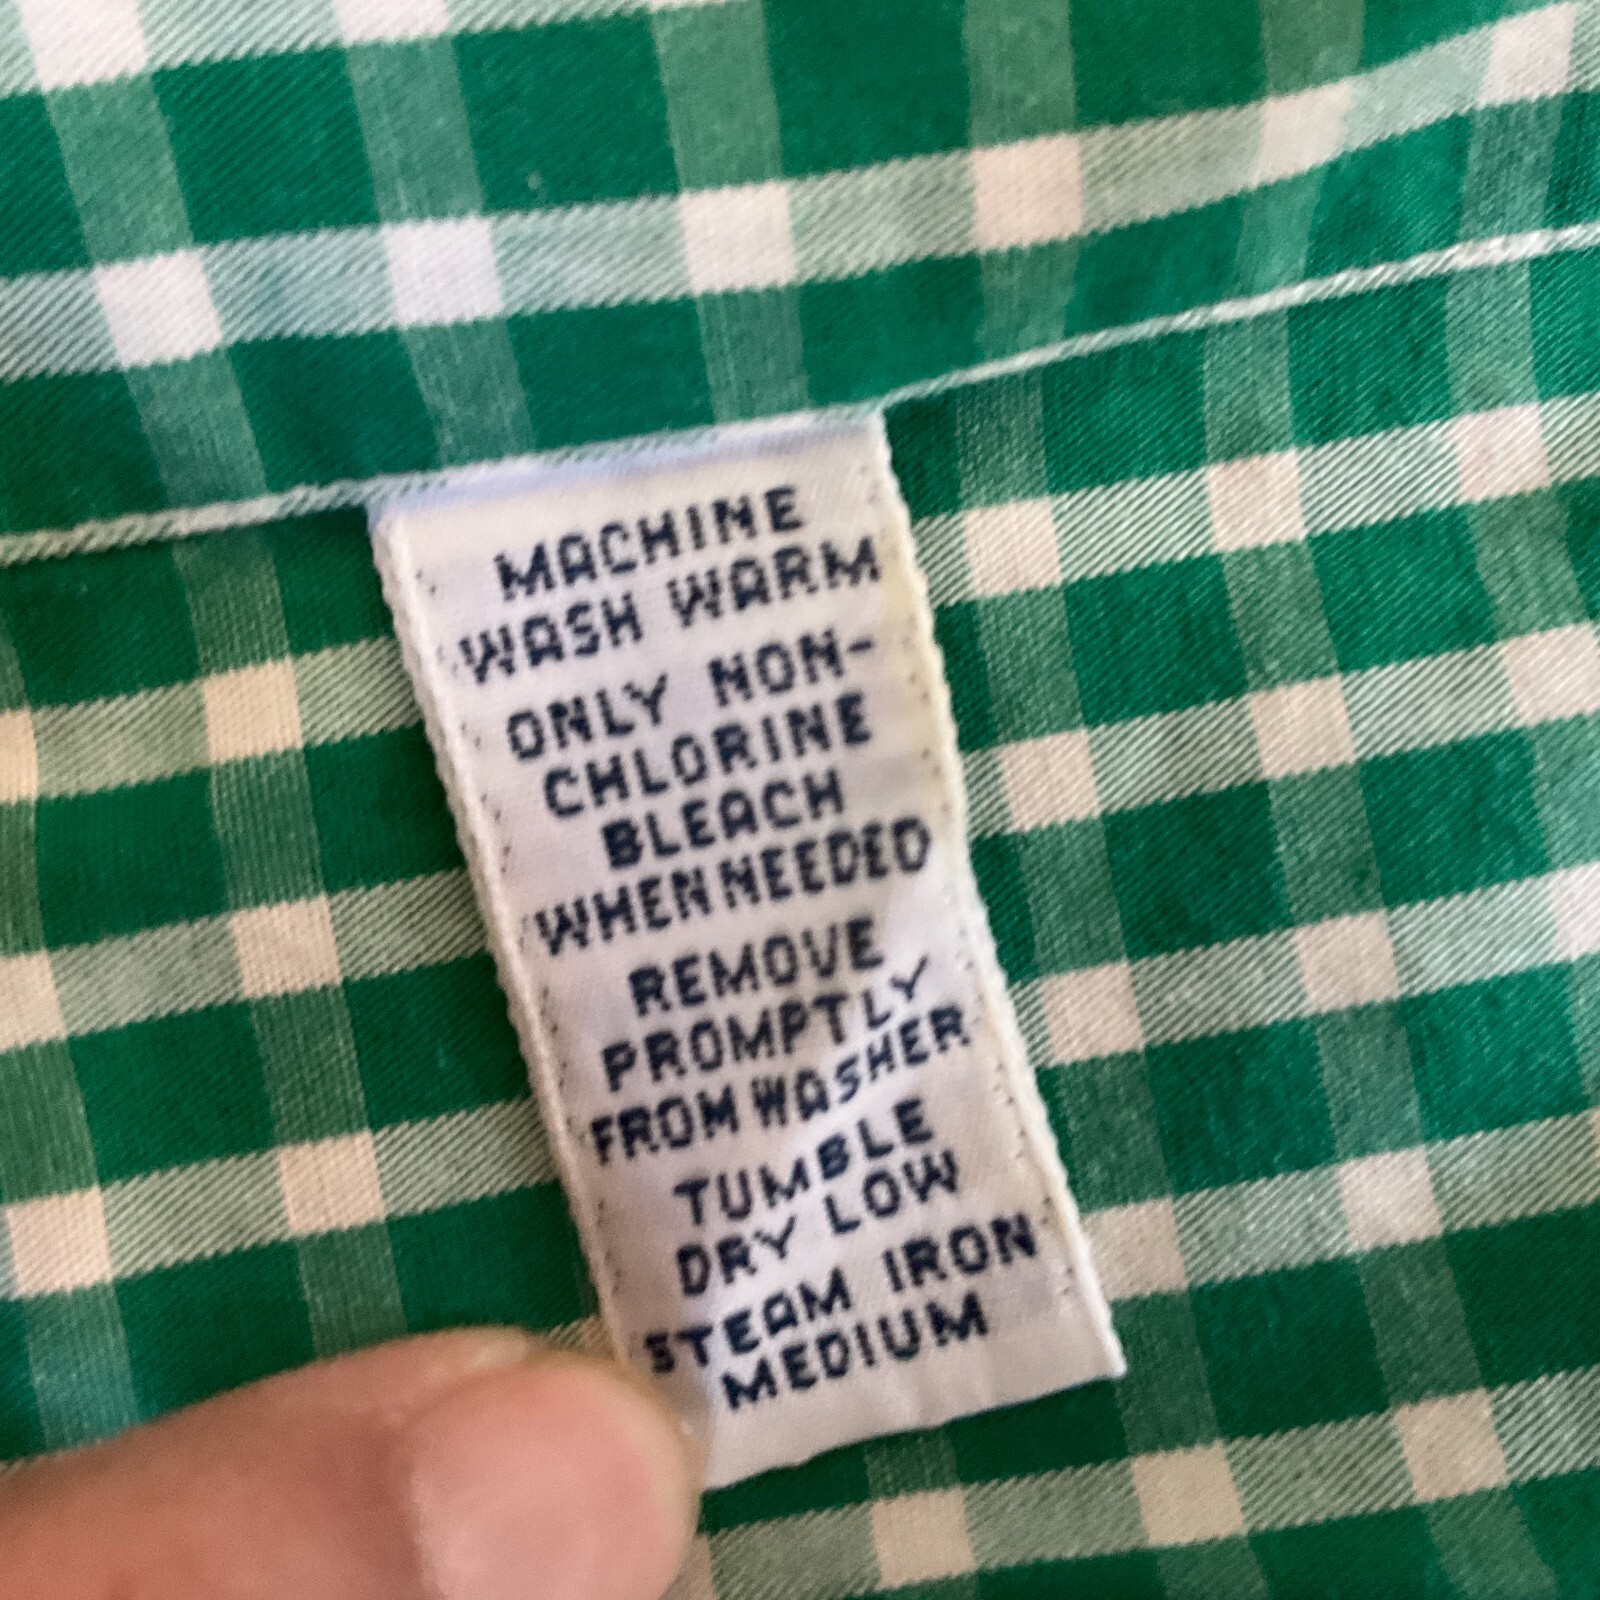 MACHINE
WASH WARM
ONLY NON-
CHLORINE
BLEACH
WHEN NEEDED
REMOVE
PROMPTLY
FROM WASHER
TUMBLE
DRY LOW
STEAM IRON
MEDIUM